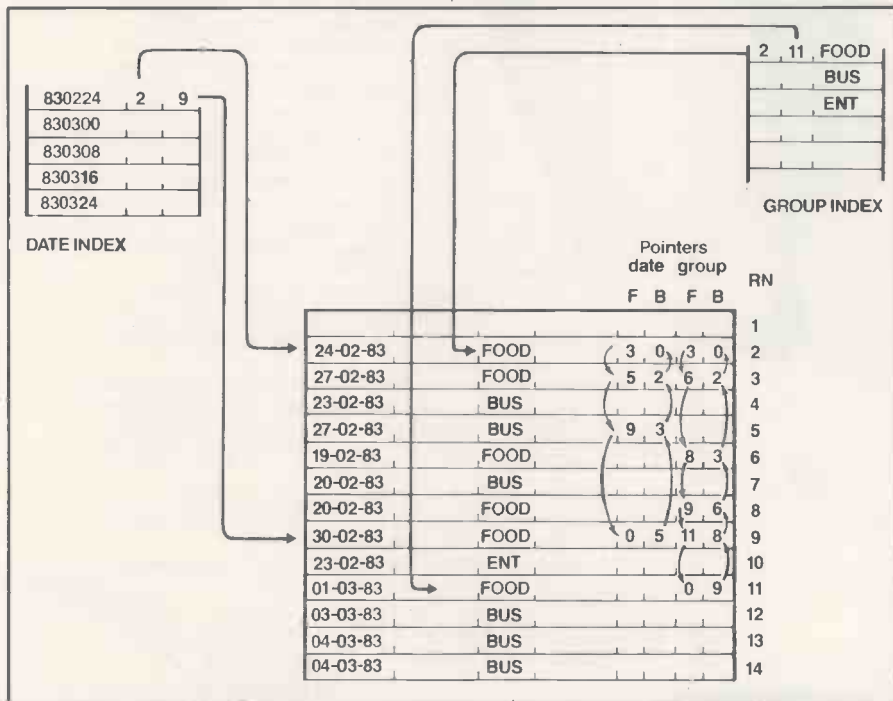 2 11 FOOD
BUS
ENT
GROUP INDEX
830224 2 9
830300
830308
830316
830324
DATE INDEX
Pointers
date group
F B F B RN
1
24-02-83 FOOD 3 0 3 0 2
27-02-83 FOOD 5 2 6 2 3
23-02-83 BUS 4
27-02-83 BUS 9 3 5
19-02-83 FOOD 8 3 6
20-02-83 BUS 7
20-02-83 FOOD 9 6 8
30-02-83 FOOD 0 5 11 8 9
23-02-83 ENT 10
01-03-83 FOOD 0 9 11
03-03-83 BUS 12
04-03-83 BUS 13
04-03-83 BUS 14